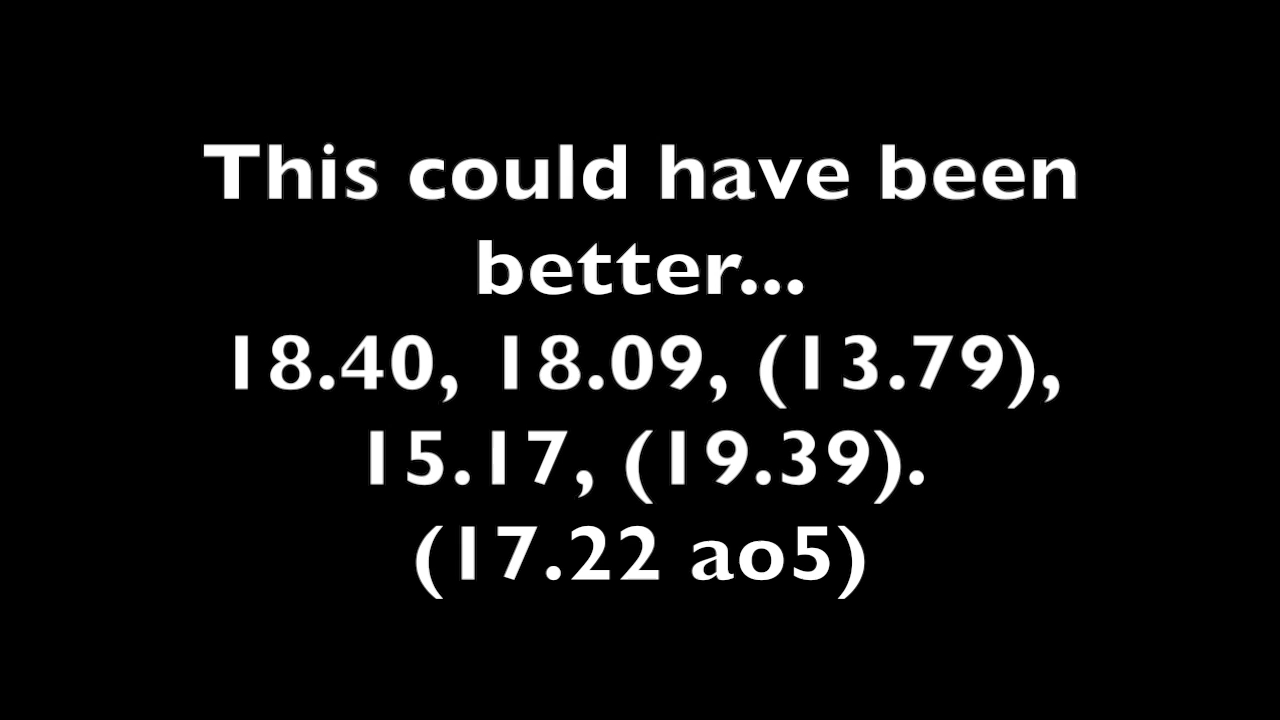 This could have been
better...
18.40, 18.09, (13.79),
15.17, (19.39).
(17.22 ao5)